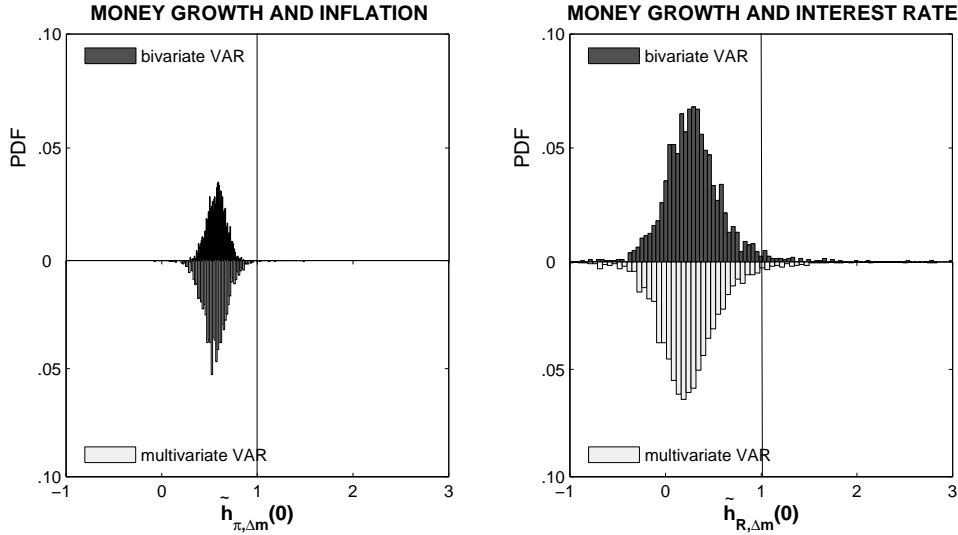 MONEY GROWTH AND INFLATION
.10
bivariate VAR
.05
PDF
0
.05
multivariate VAR
.10
−1 0 1 2 3
h̃π,Δm(0)
MONEY GROWTH AND INTEREST RATE
.10
bivariate VAR
.05
PDF
0
.05
multivariate VAR
.10
−1 0 1 2 3
h̃R,Δm(0)